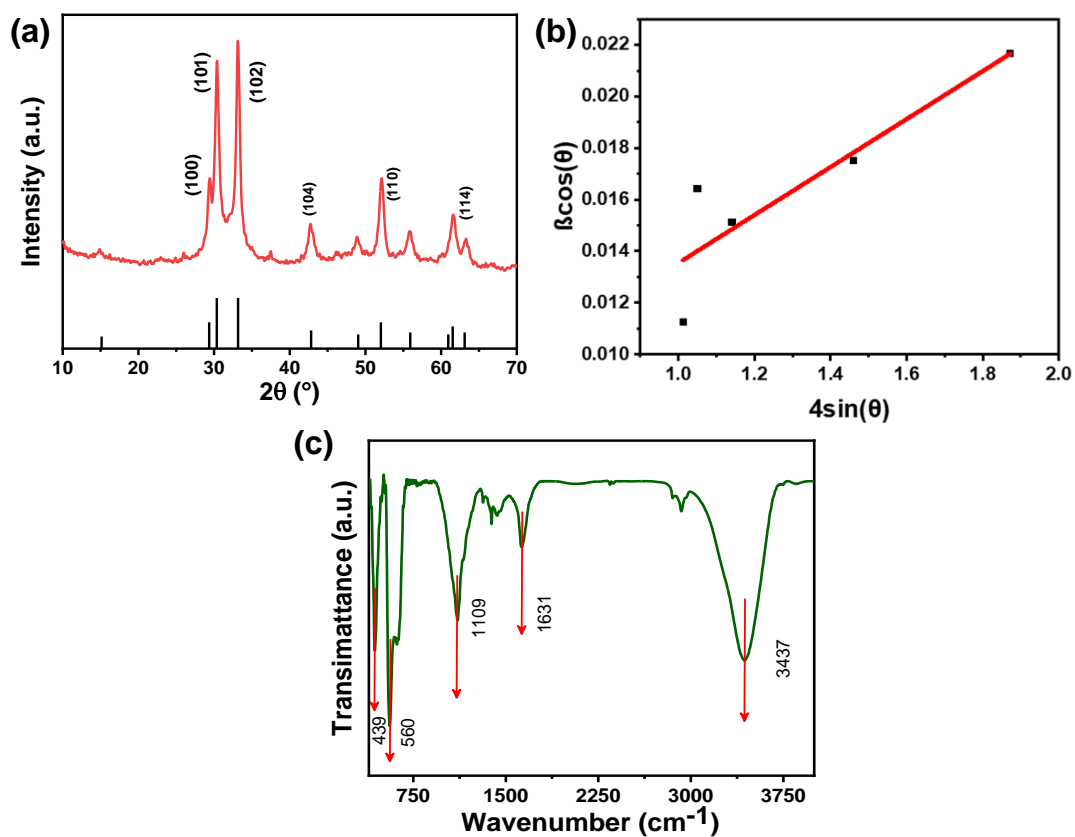 (a)
Intensity (a.u.)
(100)
(101)
(102)
(104)
(110)
(114)
10 20 30 40 50 60 70
2θ (°)
(b)
ßcos(θ)
0.022
0.020
0.018
0.016
0.014
0.012
0.010
1.0 1.2 1.4 1.6 1.8 2.0
4sin(θ)
(c)
Transimattance (a.u.)
439
560
1109
1631
3437
750 1500 2250 3000 3750
Wavenumber (cm⁻¹)